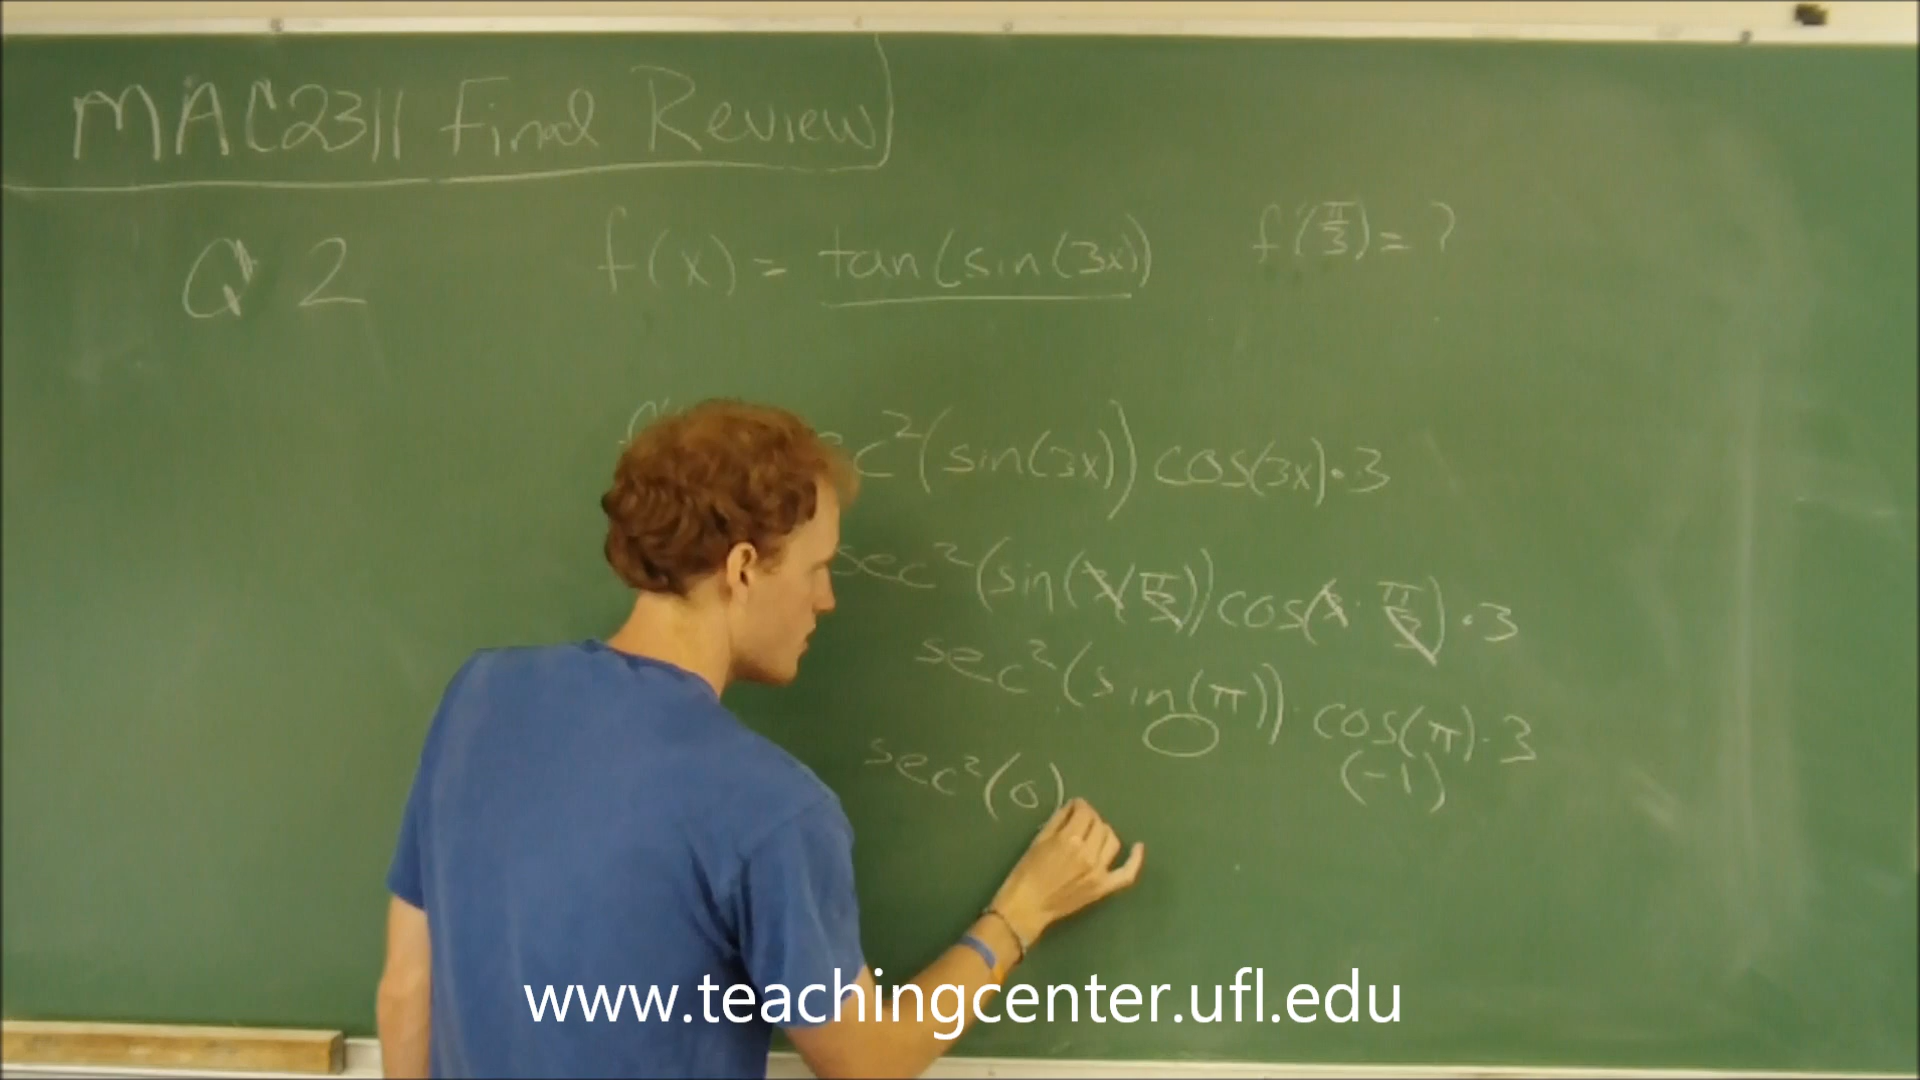 MAC2311 Final Review
Q 2
f(x) = tan(sin(3x)) f'(π/3) = ?
c²(sin(3x)) cos(3x)·3
sec²(sin(3(π/3)) cos(3·π/3)·3
sec²(sin(π)) cos(π)·3
(-1)
sec²(0)
www.teachingcenter.ufl.edu